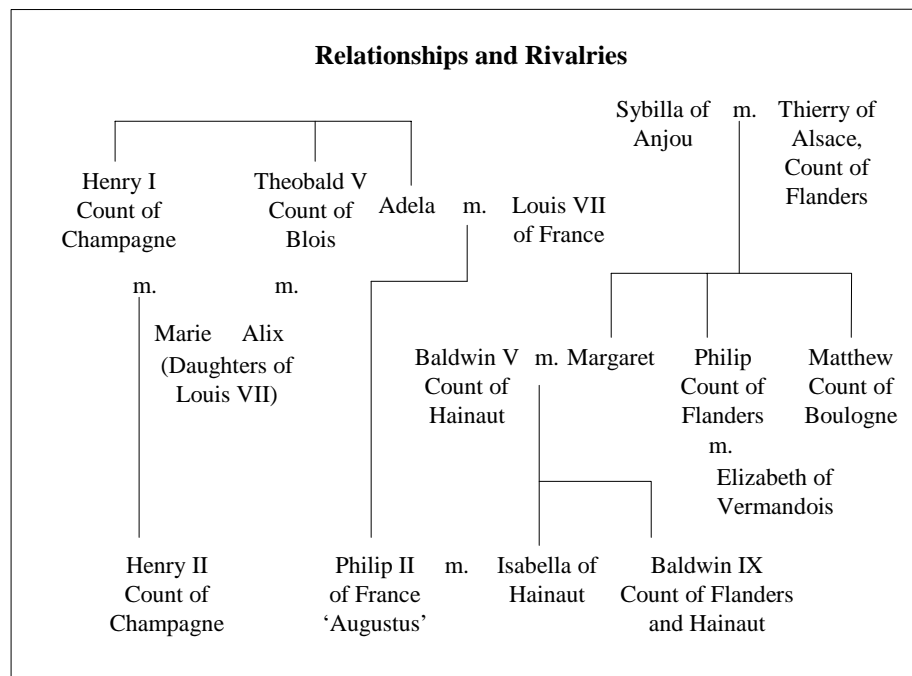 Relationships and Rivalries
Sybilla of m. Thierry of
Anjou Alsace,
Count of
Flanders
Henry I Theobald V
Count of Count of Adela m. Louis VII
Champagne Blois of France
m. m.
Marie Alix
(Daughters of
Louis VII)
Baldwin V m. Margaret Philip Matthew
Count of Count of Count of
Hainaut Flanders Boulogne
m.
Elizabeth of
Vermandois
Henry II Philip II m. Isabella of Baldwin IX
Count of of France Hainaut Count of Flanders
Champagne ‘Augustus’ and Hainaut